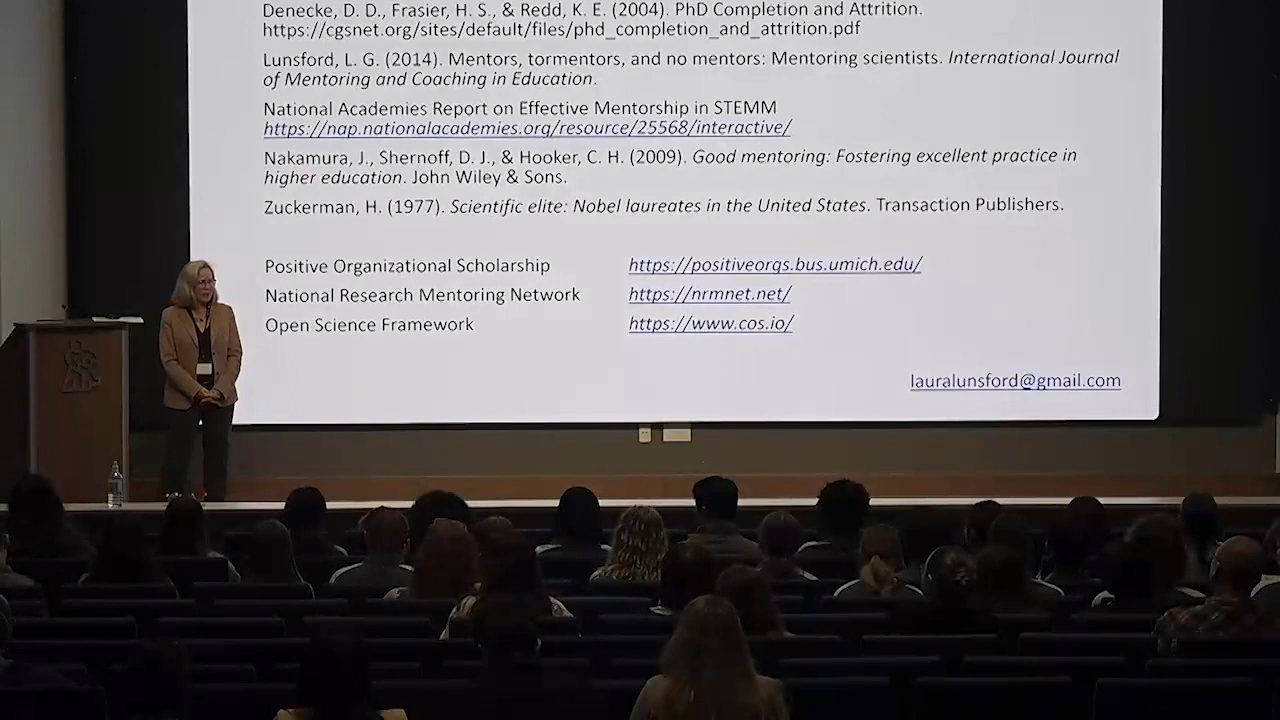 Denecke, D. D., Frasier, H. S., & Redd, K. E. (2004). PhD Completion and Attrition.
https://cgsnet.org/sites/default/files/phd_completion_and_attrition.pdf
Lunsford, L. G. (2014). Mentors, tormentors, and no mentors: Mentoring scientists. International Journal
of Mentoring and Coaching in Education.
National Academies Report on Effective Mentorship in STEMM
https://nap.nationalacademies.org/resource/25568/interactive/
Nakamura, J., Shernoff, D. J., & Hooker, C. H. (2009). Good mentoring: Fostering excellent practice in
higher education. John Wiley & Sons.
Zuckerman, H. (1977). Scientific elite: Nobel laureates in the United States. Transaction Publishers.
Positive Organizational Scholarship https://positiveorgs.bus.umich.edu/
National Research Mentoring Network https://nrmnet.net/
Open Science Framework https://www.cos.io/
lauralunsford@gmail.com